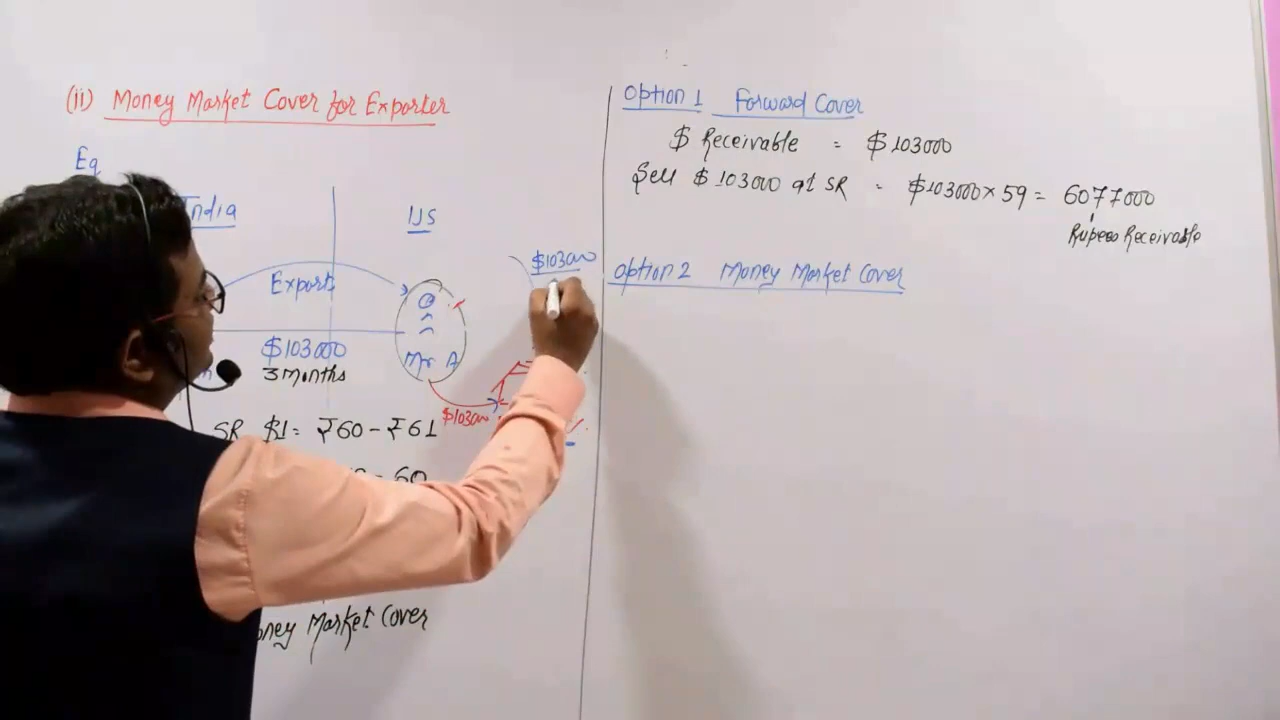 (ii) Money Market Cover for Exporter
Eg
India US
Export
$103000
3 Months
Mr A
$103000
$103000
SR $1 = ₹60 - ₹61
60
Money Market Cover
Option 1 Forward Cover
$ Receivable = $103000
Sell $103000 at SR = $103000 × 59 = 6077000
Rupees Receivable
Option 2 Money Market Cover